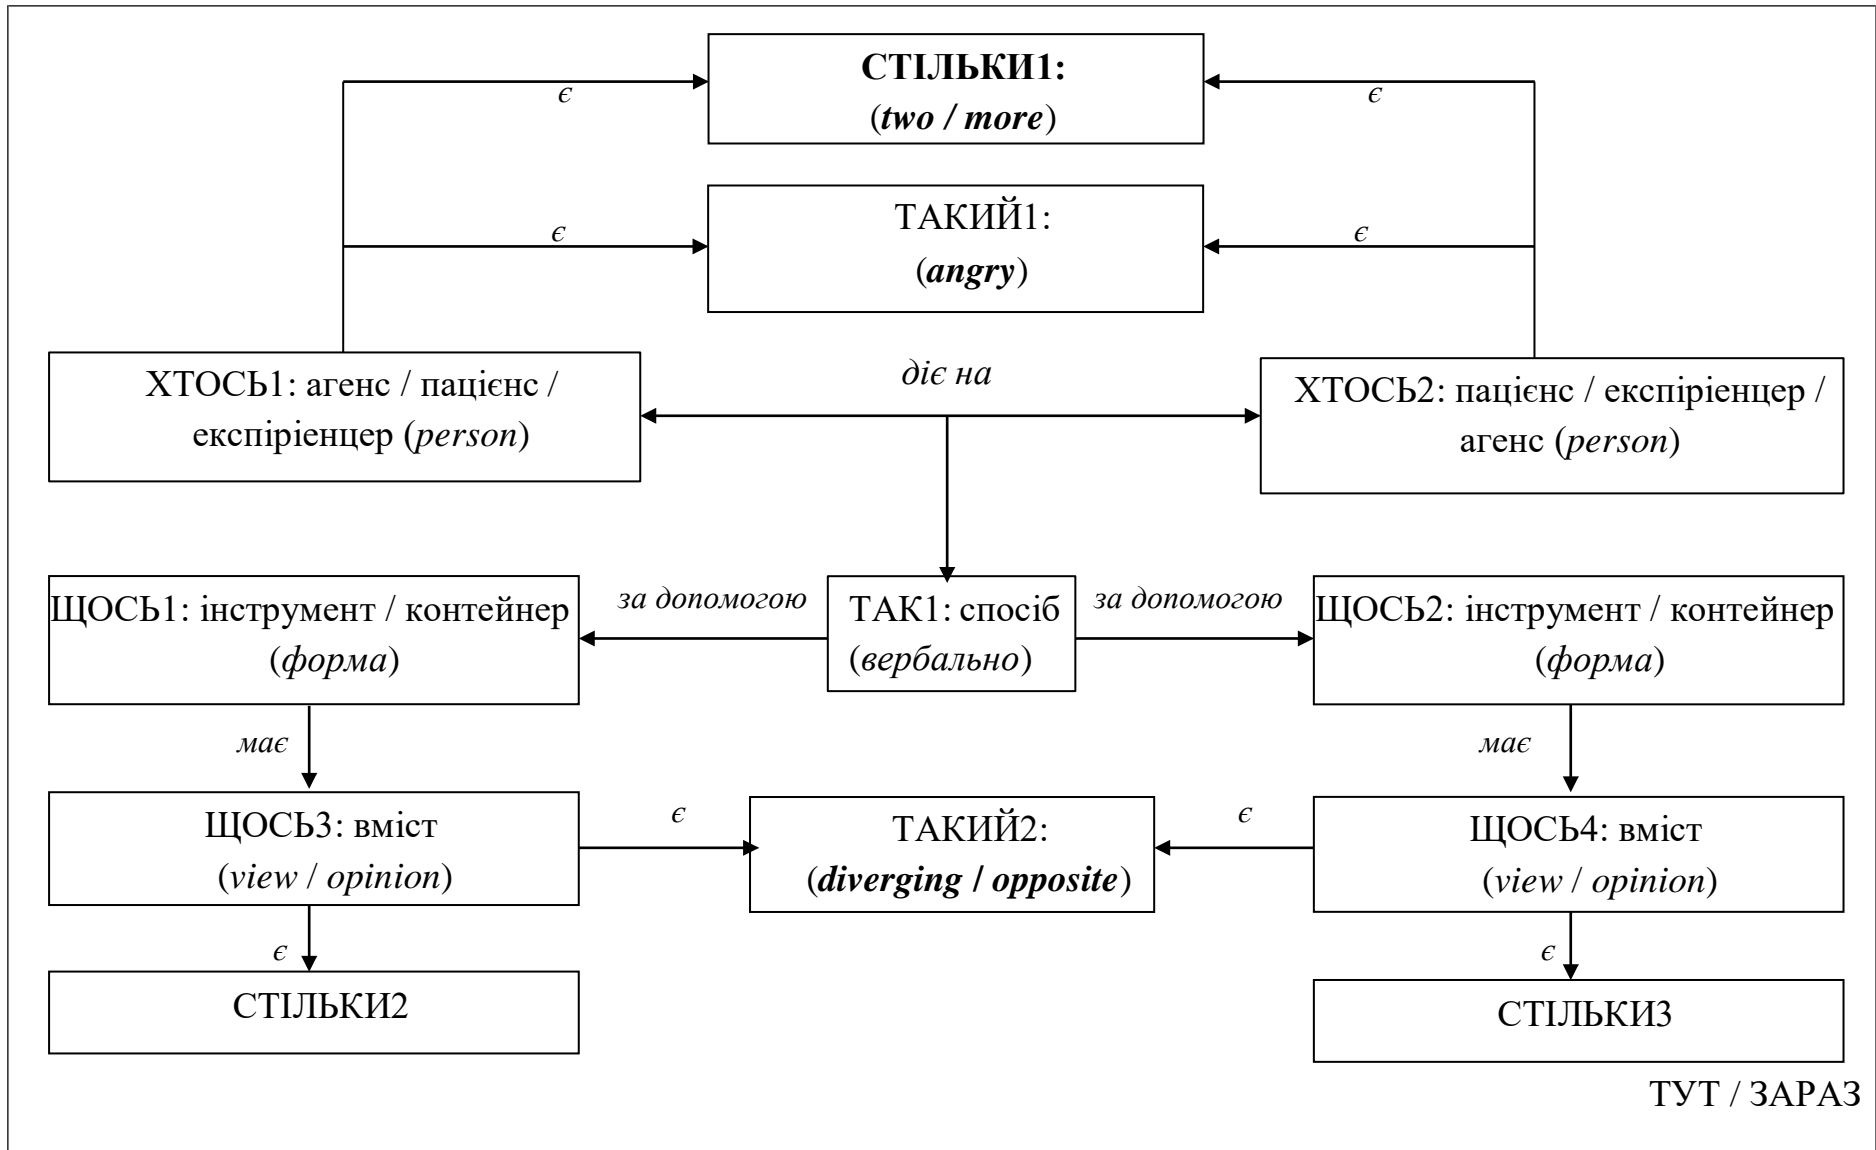 СТІЛЬКИ1:
(two / more)
є
є
ТАКИЙ1:
(angry)
є
є
ХТОСЬ1: агенс / пацієнс /
експіріенцер (person)
діє на
ХТОСЬ2: пацієнс / експіріенцер /
агенс (person)
ЩОСЬ1: інструмент / контейнер
(форма)
за допомогою
ТАК1: спосіб
(вербально)
за допомогою
ЩОСЬ2: інструмент / контейнер
(форма)
має
має
ЩОСЬ3: вміст
(view / opinion)
є
ТАКИЙ2:
(diverging / opposite)
є
ЩОСЬ4: вміст
(view / opinion)
є
є
СТІЛЬКИ2
СТІЛЬКИ3
ТУТ / ЗАРАЗ